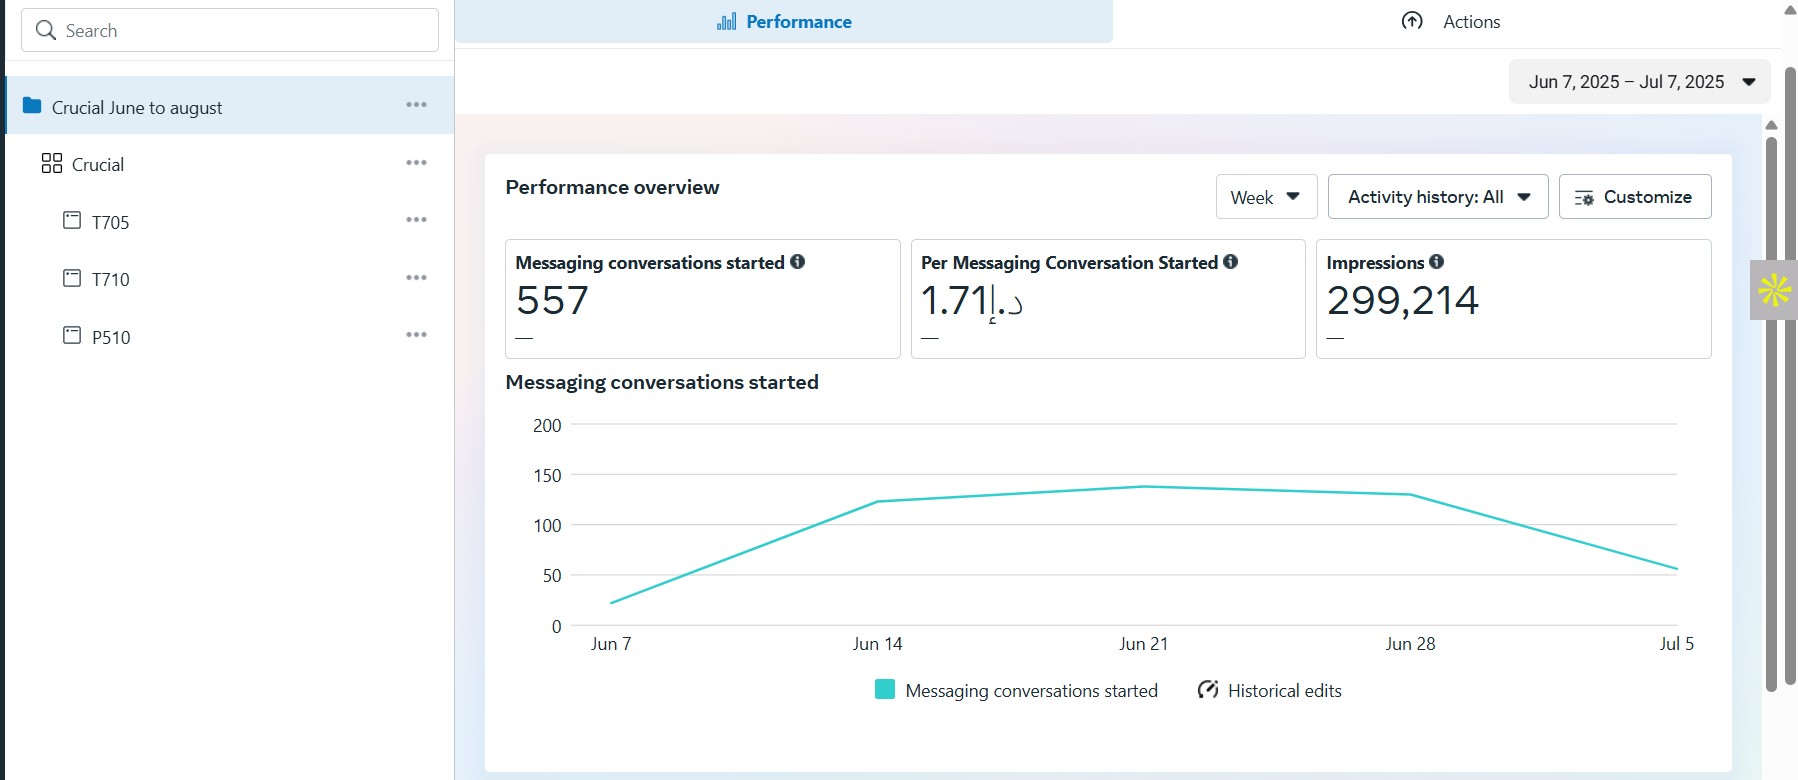 Search
Performance
Actions
Jun 7, 2025 – Jul 7, 2025
Crucial June to august
Crucial
T705
T710
P510
Performance overview
Week
Activity history: All
Customize
Messaging conversations started
557
—
Per Messaging Conversation Started
د.إ1.71
—
Impressions
299,214
—
Messaging conversations started
200
150
100
50
0
Jun 7 Jun 14 Jun 21 Jun 28 Jul 5
Messaging conversations started Historical edits